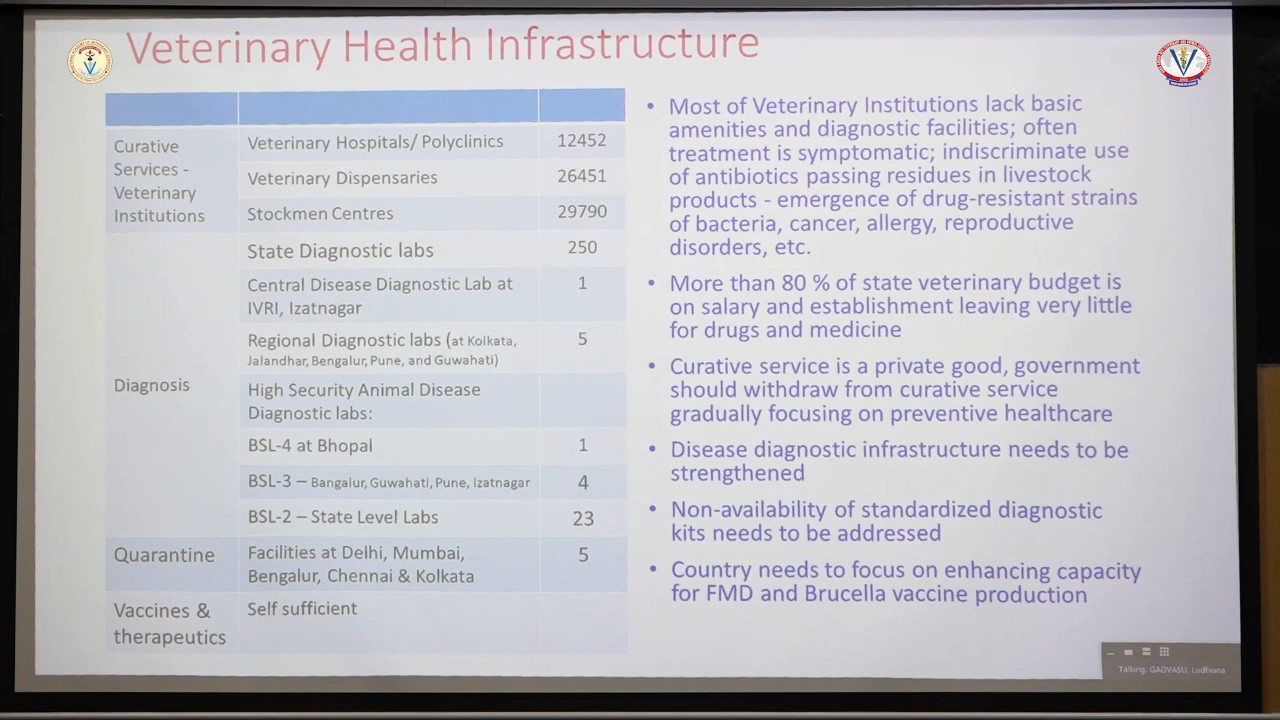 Veterinary Health Infrastructure
Curative
Services -
Veterinary
Institutions
Veterinary Hospitals/ Polyclinics 12452
Veterinary Dispensaries 26451
Stockmen Centres 29790
Diagnosis
State Diagnostic labs 250
Central Disease Diagnostic Lab at 1
IVRI, Izatnagar
Regional Diagnostic labs (at Kolkata, 5
Jalandhar, Bengalur, Pune, and Guwahati)
High Security Animal Disease
Diagnostic labs:
BSL-4 at Bhopal 1
BSL-3 – Bangalur, Guwahati, Pune, Izatnagar 4
BSL-2 – State Level Labs 23
Quarantine
Facilities at Delhi, Mumbai, 5
Bengalur, Chennai & Kolkata
Vaccines &
therapeutics
Self sufficient
• Most of Veterinary Institutions lack basic
amenities and diagnostic facilities; often
treatment is symptomatic; indiscriminate use
of antibiotics passing residues in livestock
products - emergence of drug-resistant strains
of bacteria, cancer, allergy, reproductive
disorders, etc.
• More than 80 % of state veterinary budget is
on salary and establishment leaving very little
for drugs and medicine
• Curative service is a private good, government
should withdraw from curative service
gradually focusing on preventive healthcare
• Disease diagnostic infrastructure needs to be
strengthened
• Non-availability of standardized diagnostic
kits needs to be addressed
• Country needs to focus on enhancing capacity
for FMD and Brucella vaccine production
Talking: GADVASU, Ludhiana